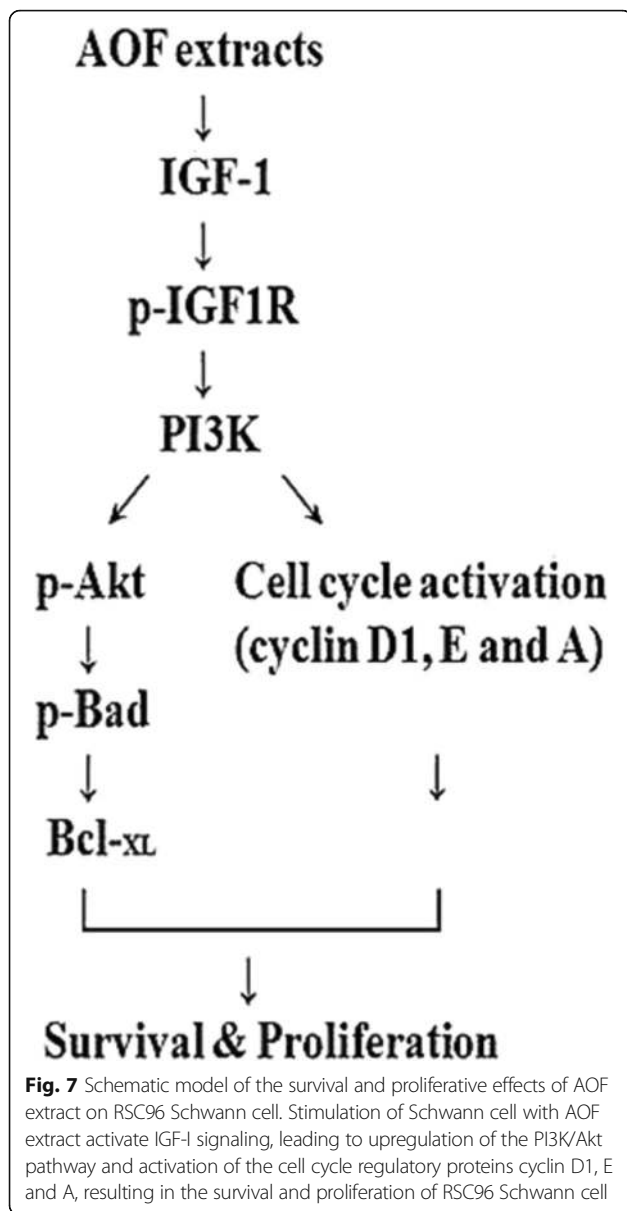 AOF extracts
↓
IGF-1
↓
p-IGF1R
↓
PI3K
↙ ↘
p-Akt Cell cycle activation
↓ (cyclin D1, E and A)
p-Bad
↓ ↓
Bcl-XL
↓
Survival & Proliferation
Fig. 7 Schematic model of the survival and proliferative effects of AOF
extract on RSC96 Schwann cell. Stimulation of Schwann cell with AOF
extract activate IGF-I signaling, leading to upregulation of the PI3K/Akt
pathway and activation of the cell cycle regulatory proteins cyclin D1, E
and A, resulting in the survival and proliferation of RSC96 Schwann cell